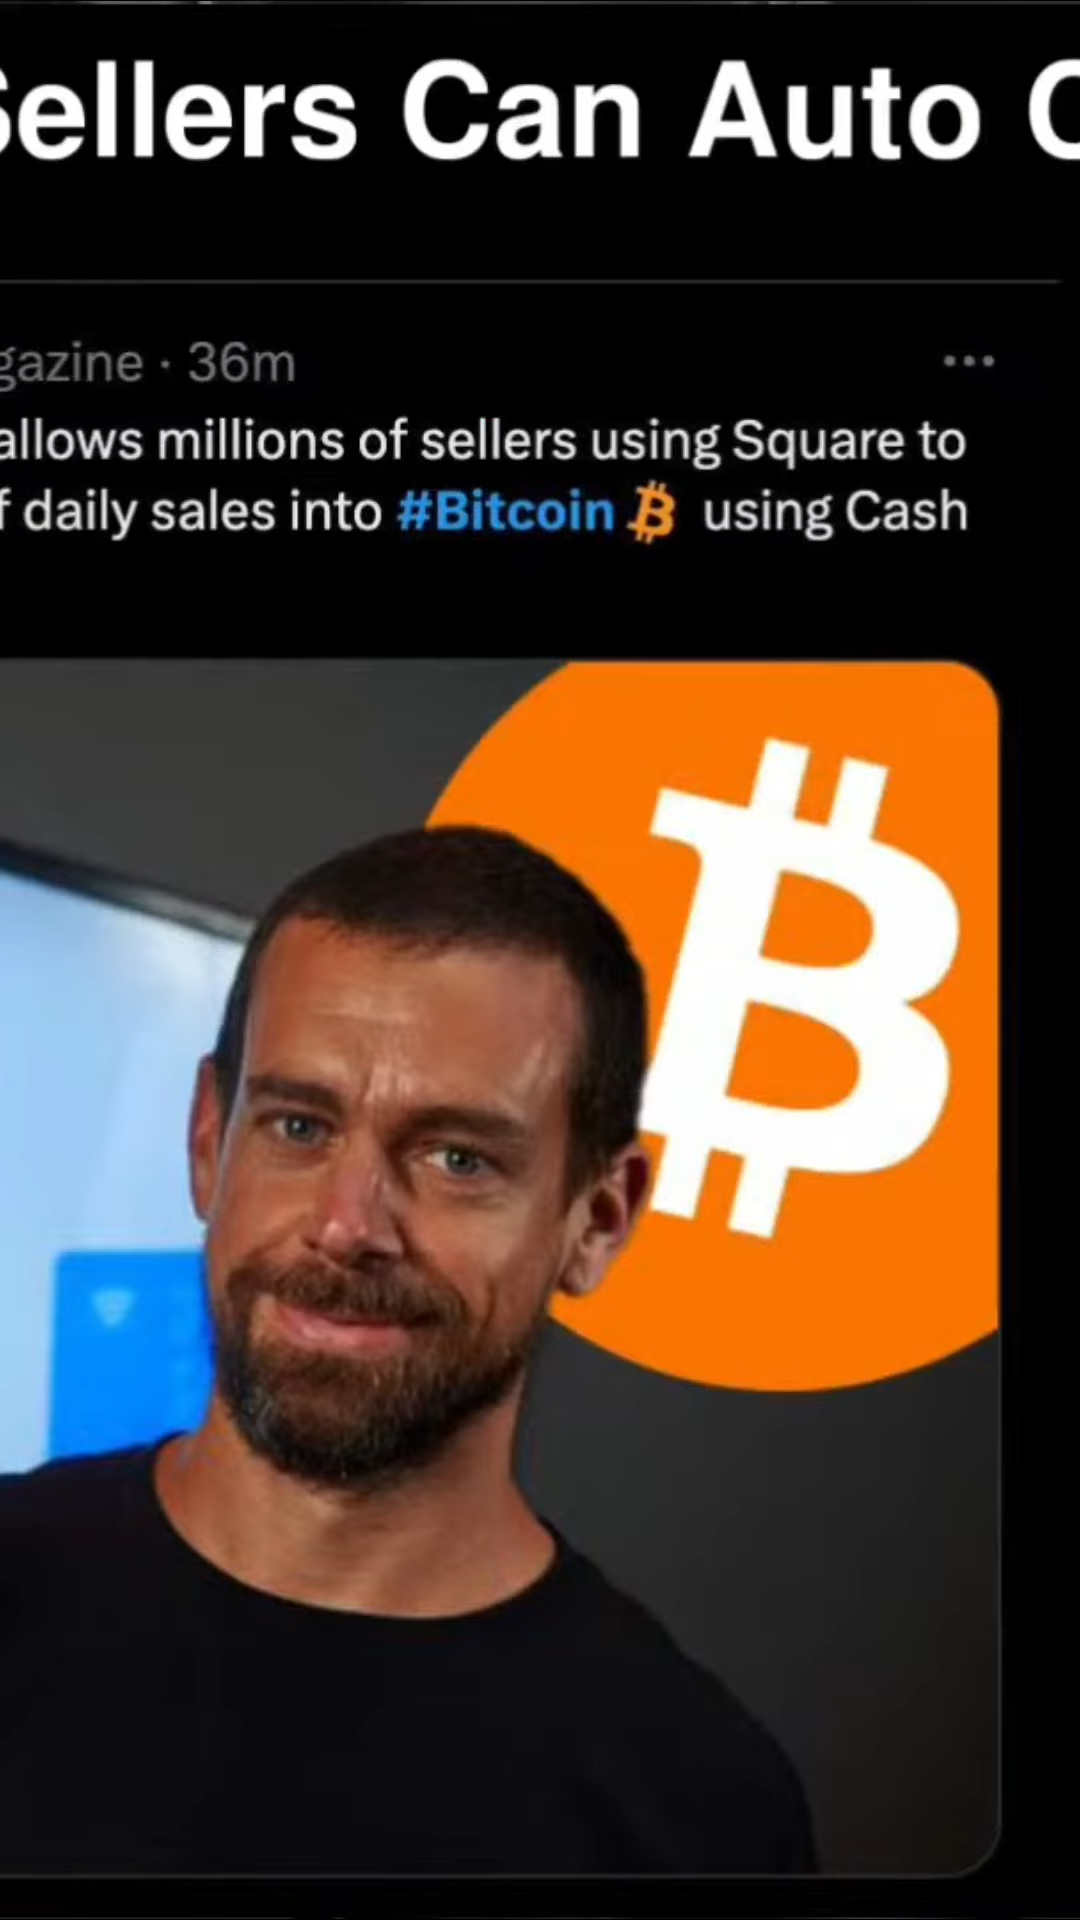 Sellers Can Auto
gazine · 36m
allows millions of sellers using Square to
f daily sales into #Bitcoin₿ using Cash